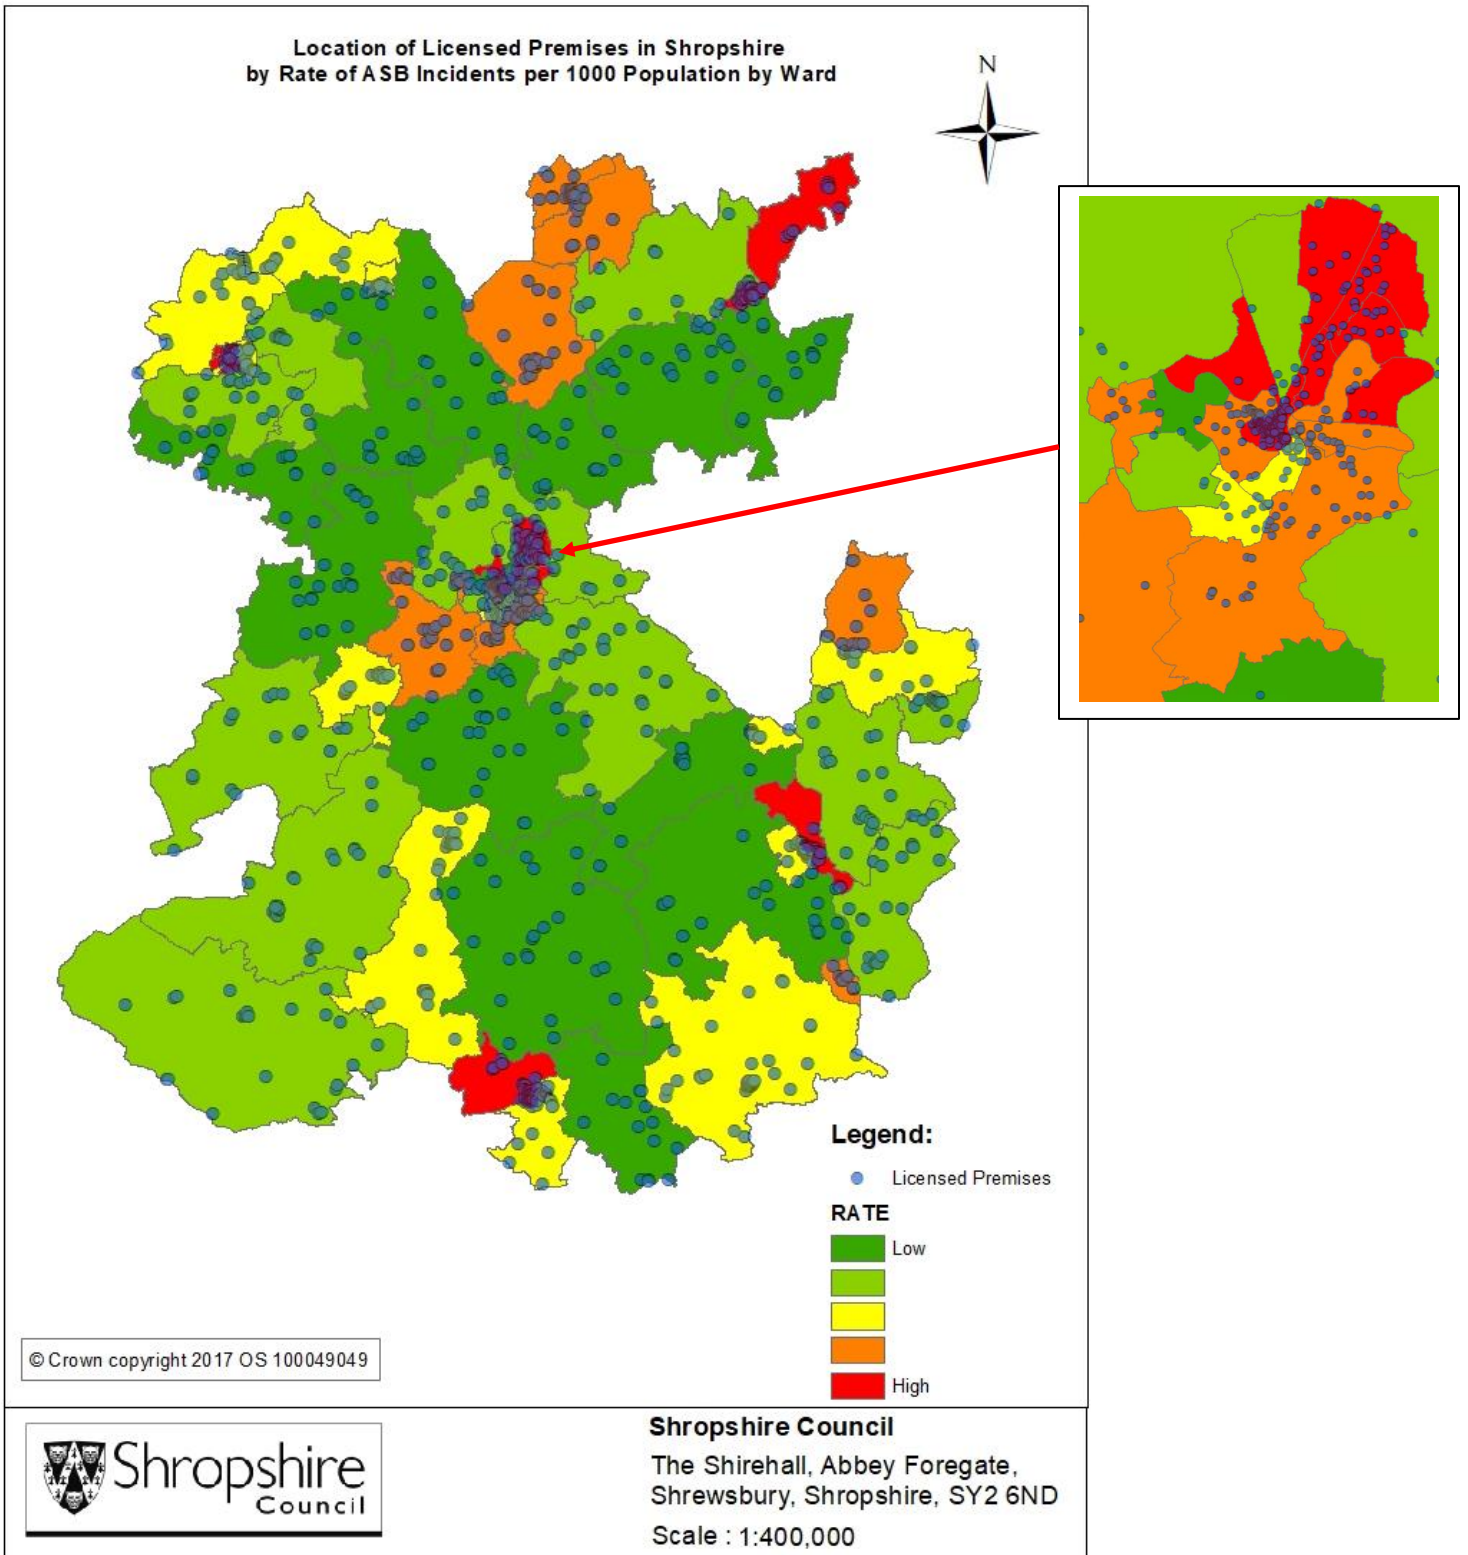 Location of Licensed Premises in Shropshire
by Rate of ASB Incidents per 1000 Population by Ward
N
Legend:
Licensed Premises
RATE
Low
High
© Crown copyright 2017 OS 100049049
Shropshire
Council
Shropshire Council
The Shirehall, Abbey Foregate,
Shrewsbury, Shropshire, SY2 6ND
Scale : 1:400,000